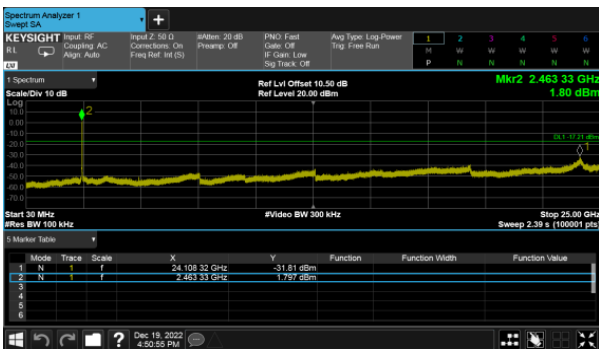 Spectrum Analyzer 1
Swept SA
+
KEYSIGHT Input: RF Input Z: 50 Ω #Atten: 20 dB PNO: Fast Avg Type: Log-Power 1 2 3 4 5 6
RL Coupling: AC Corrections: On Preamp: Off Gate: Off Trig: Free Run M W W W W W
Align: Auto Freq Ref: Int (S) IF Gain: Low P N N N N N
LXI Sig Track: Off
1 Spectrum Ref Lvl Offset 10.50 dB Mkr2 2.463 33 GHz
Scale/Div 10 dB Ref Level 20.00 dBm 1.80 dBm
Log
10.0
0.00
-10.0
-20.0
-30.0
-40.0
-50.0
-60.0
-70.0
2
DL1 -17.21 dBm
1
Start 30 MHz #Video BW 300 kHz Stop 25.00 GHz
#Res BW 100 kHz Sweep 2.39 s (100001 pts)
5 Marker Table
Mode Trace Scale X Y Function Function Width Function Value
1 N 1 f 24.108 32 GHz -31.81 dBm
2 N 1 f 2.463 33 GHz 1.797 dBm
3
4
5
6
? Dec 19, 2022
4:50:55 PM